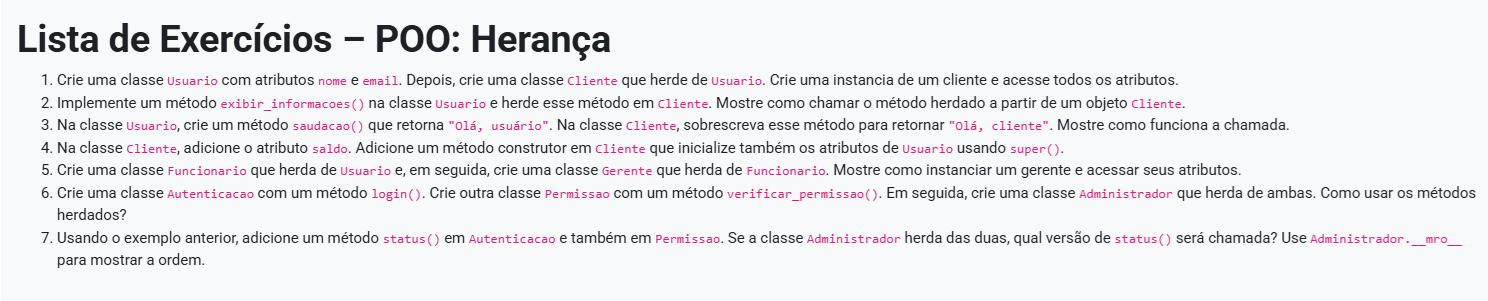 Lista de Exercícios – POO: Herança
1. Crie uma classe Usuario com atributos nome e email. Depois, crie uma classe Cliente que herde de Usuario. Crie uma instancia de um cliente e acesse todos os atributos.
2. Implemente um método exibir_informacoes() na classe Usuario e herde esse método em Cliente. Mostre como chamar o método herdado a partir de um objeto Cliente.
3. Na classe Usuario, crie um método saudacao() que retorna "Olá, usuário". Na classe Cliente, sobrescreva esse método para retornar "Olá, cliente". Mostre como funciona a chamada.
4. Na classe Cliente, adicione o atributo saldo. Adicione um método construtor em Cliente que inicialize também os atributos de Usuario usando super().
5. Crie uma classe Funcionario que herda de Usuario e, em seguida, crie uma classe Gerente que herda de Funcionario. Mostre como instanciar um gerente e acessar seus atributos.
6. Crie uma classe Autenticacao com um método login(). Crie outra classe Permissao com um método verificar_permissao(). Em seguida, crie uma classe Administrador que herda de ambas. Como usar os métodos
herdados?
7. Usando o exemplo anterior, adicione um método status() em Autenticacao e também em Permissao. Se a classe Administrador herda das duas, qual versão de status() será chamada? Use Administrador.__mro__
para mostrar a ordem.